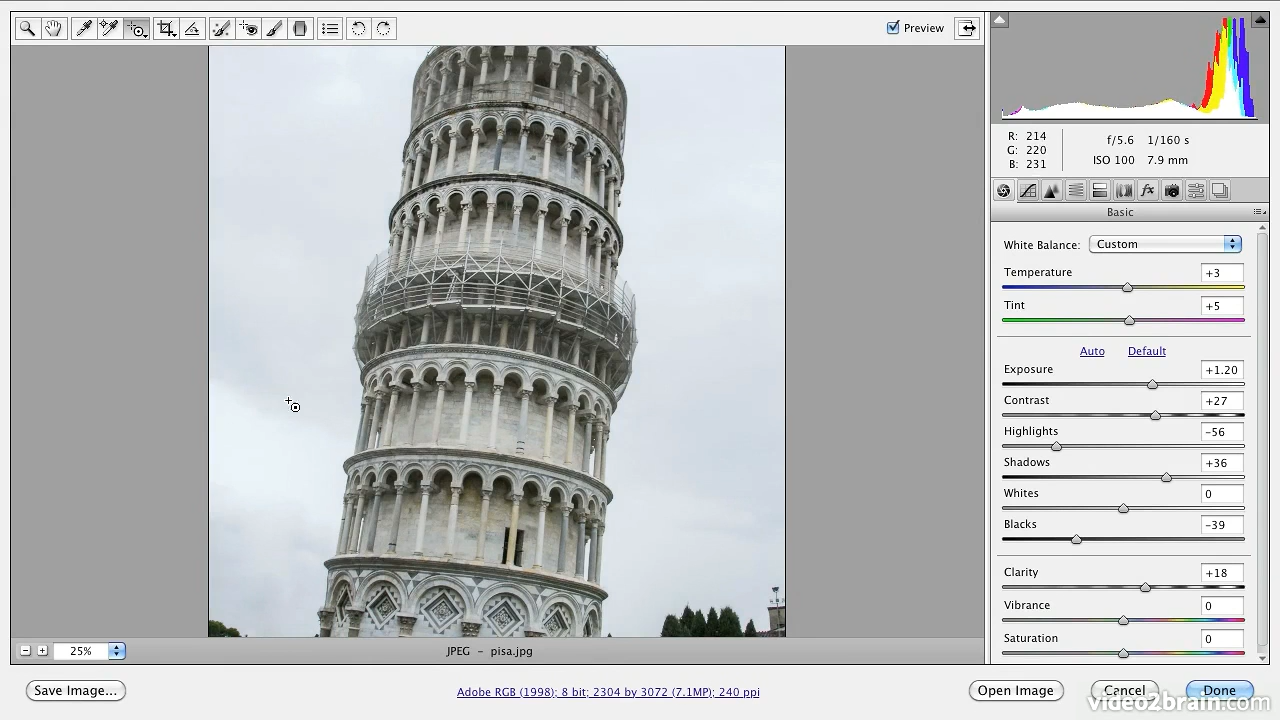 Preview
R: 214
G: 220
B: 231
f/5.6 1/160 s
ISO 100 7.9 mm
fx
Basic
White Balance: Custom
Temperature +3
Tint +5
Auto Default
Exposure +1.20
Contrast +27
Highlights -56
Shadows +36
Whites 0
Blacks -39
Clarity +18
Vibrance 0
Saturation 0
25%
JPEG - pisa.jpg
Save Image...
Adobe RGB (1998); 8 bit; 2304 by 3072 (7.1MP); 240 ppi
Open Image
Cancel
Done
video2brain.com